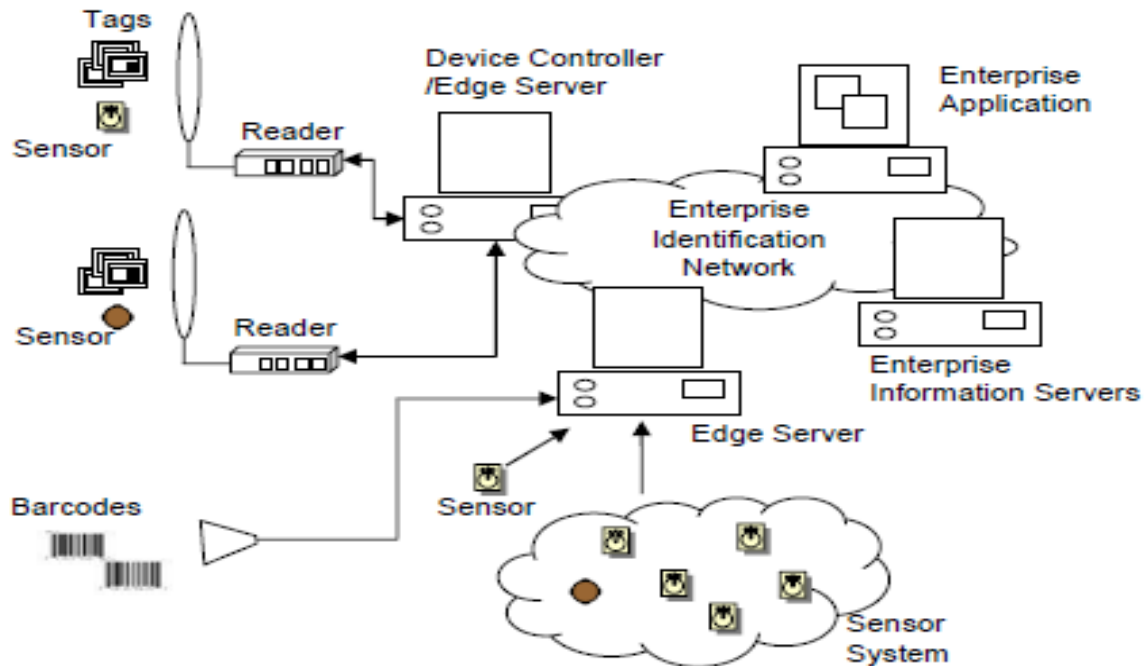 Tags
Device Controller
/Edge Server
Enterprise
Application
Sensor
Reader
Enterprise
Identification
Network
Sensor
Reader
Enterprise
Information Servers
Edge Server
Barcodes
Sensor
Sensor
System